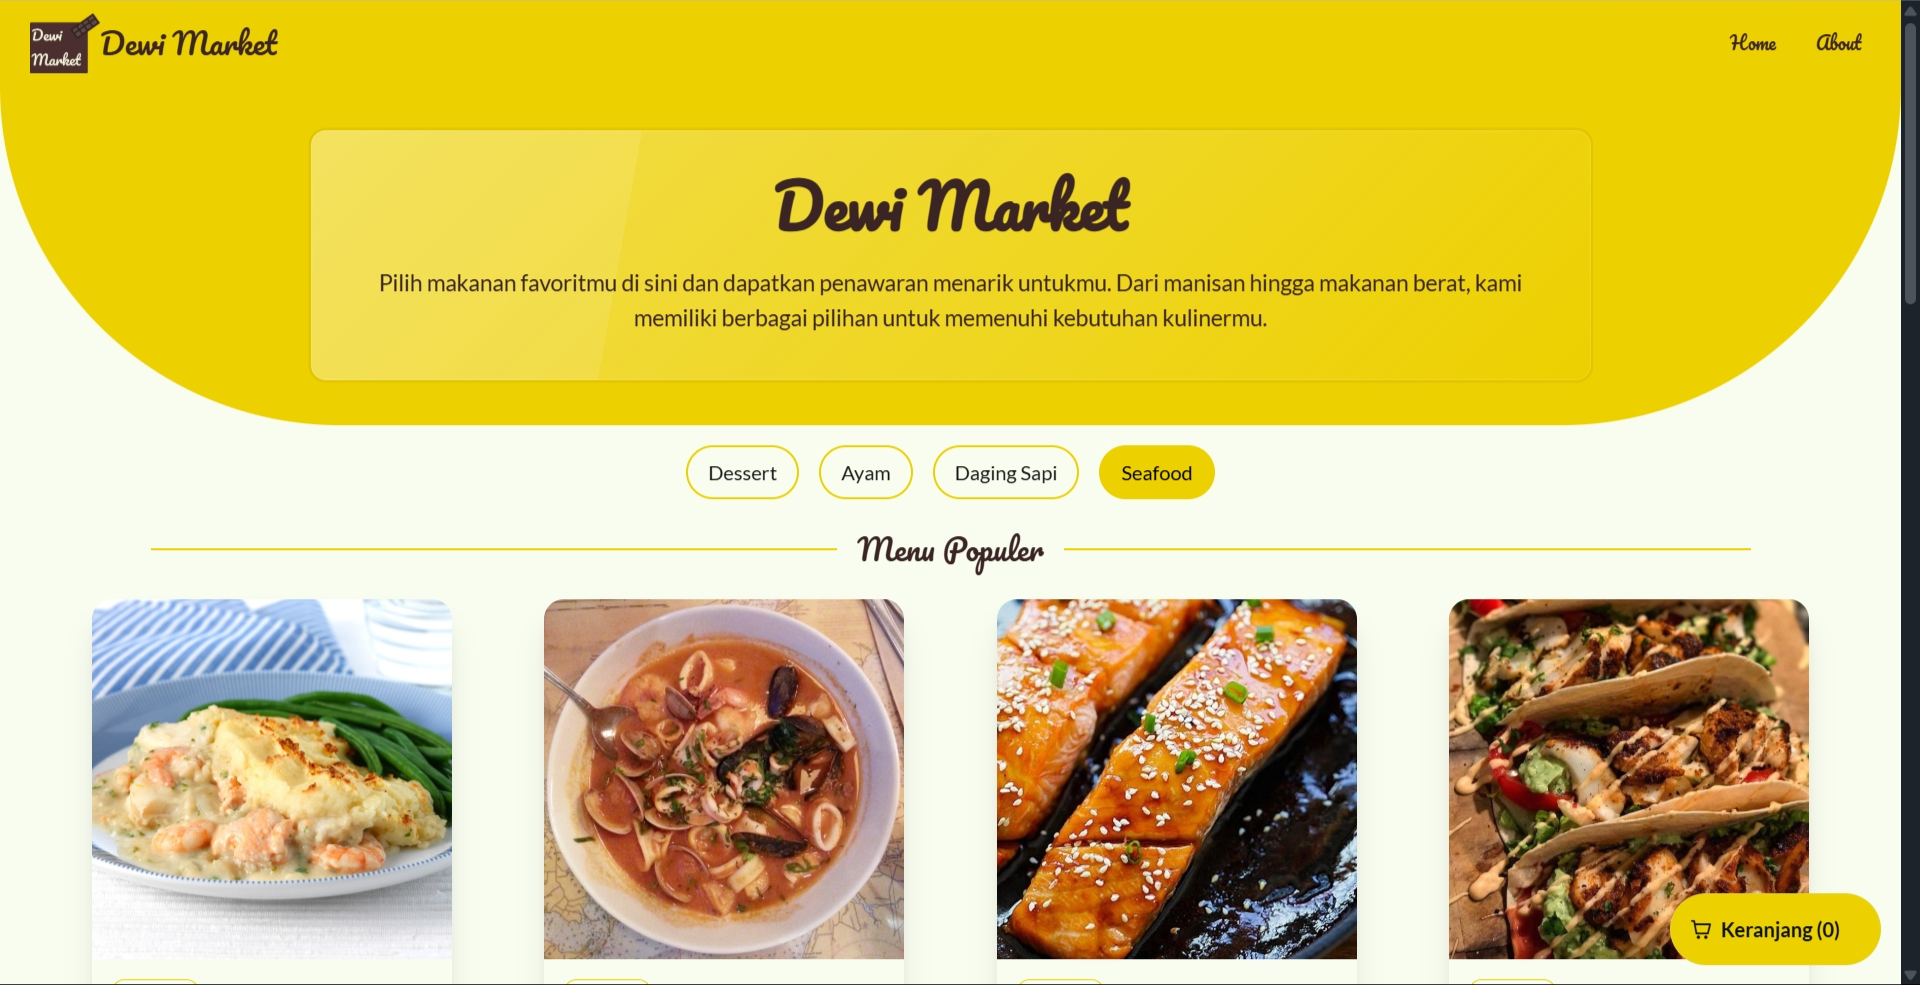 Dewi
Market
Dewi Market
Home
About
Dewi Market
Pilih makanan favoritmu di sini dan dapatkan penawaran menarik untukmu. Dari manisan hingga makanan berat, kami
memiliki berbagai pilihan untuk memenuhi kebutuhan kulinermu.
Dessert
Ayam
Daging Sapi
Seafood
Menu Populer
Keranjang (0)